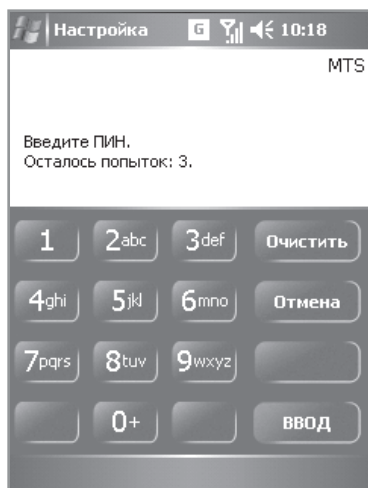 Настройка G 10:18
MTS
Введите ПИН.
Осталось попыток: 3.
1 2abc 3def Очистить
4ghi 5jkl 6mno Отмена
7pqrs 8tuv 9wxyz
0+ ВВОД